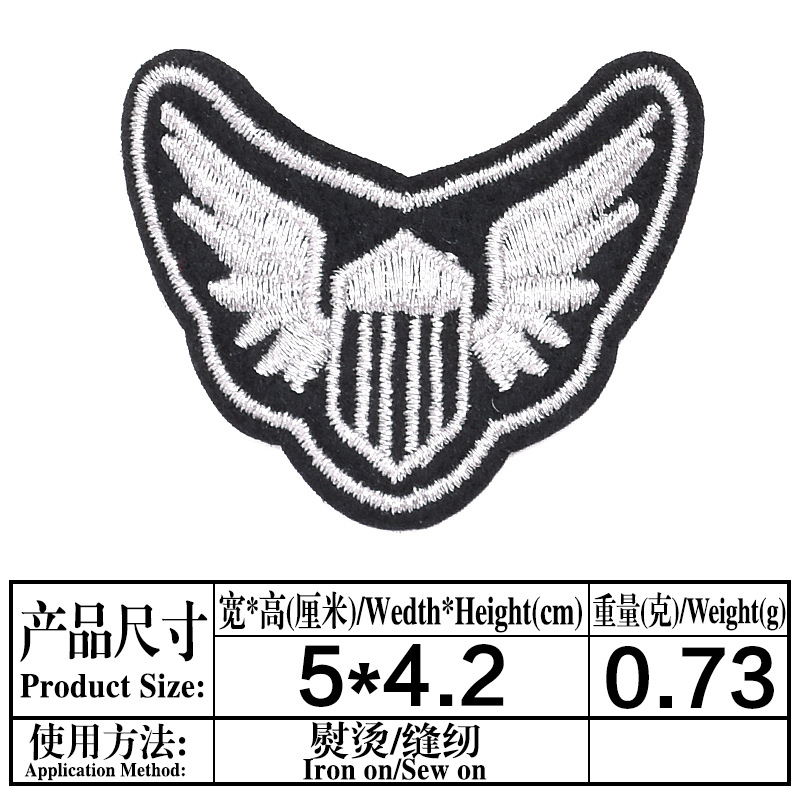 产品尺寸
Product Size:
宽*高(厘米)/Wedth*Height(cm)
重量(克)/Weight(g)
5*4.2
0.73
使用方法:
Application Method:
熨烫/缝纫
Iron on/Sew on